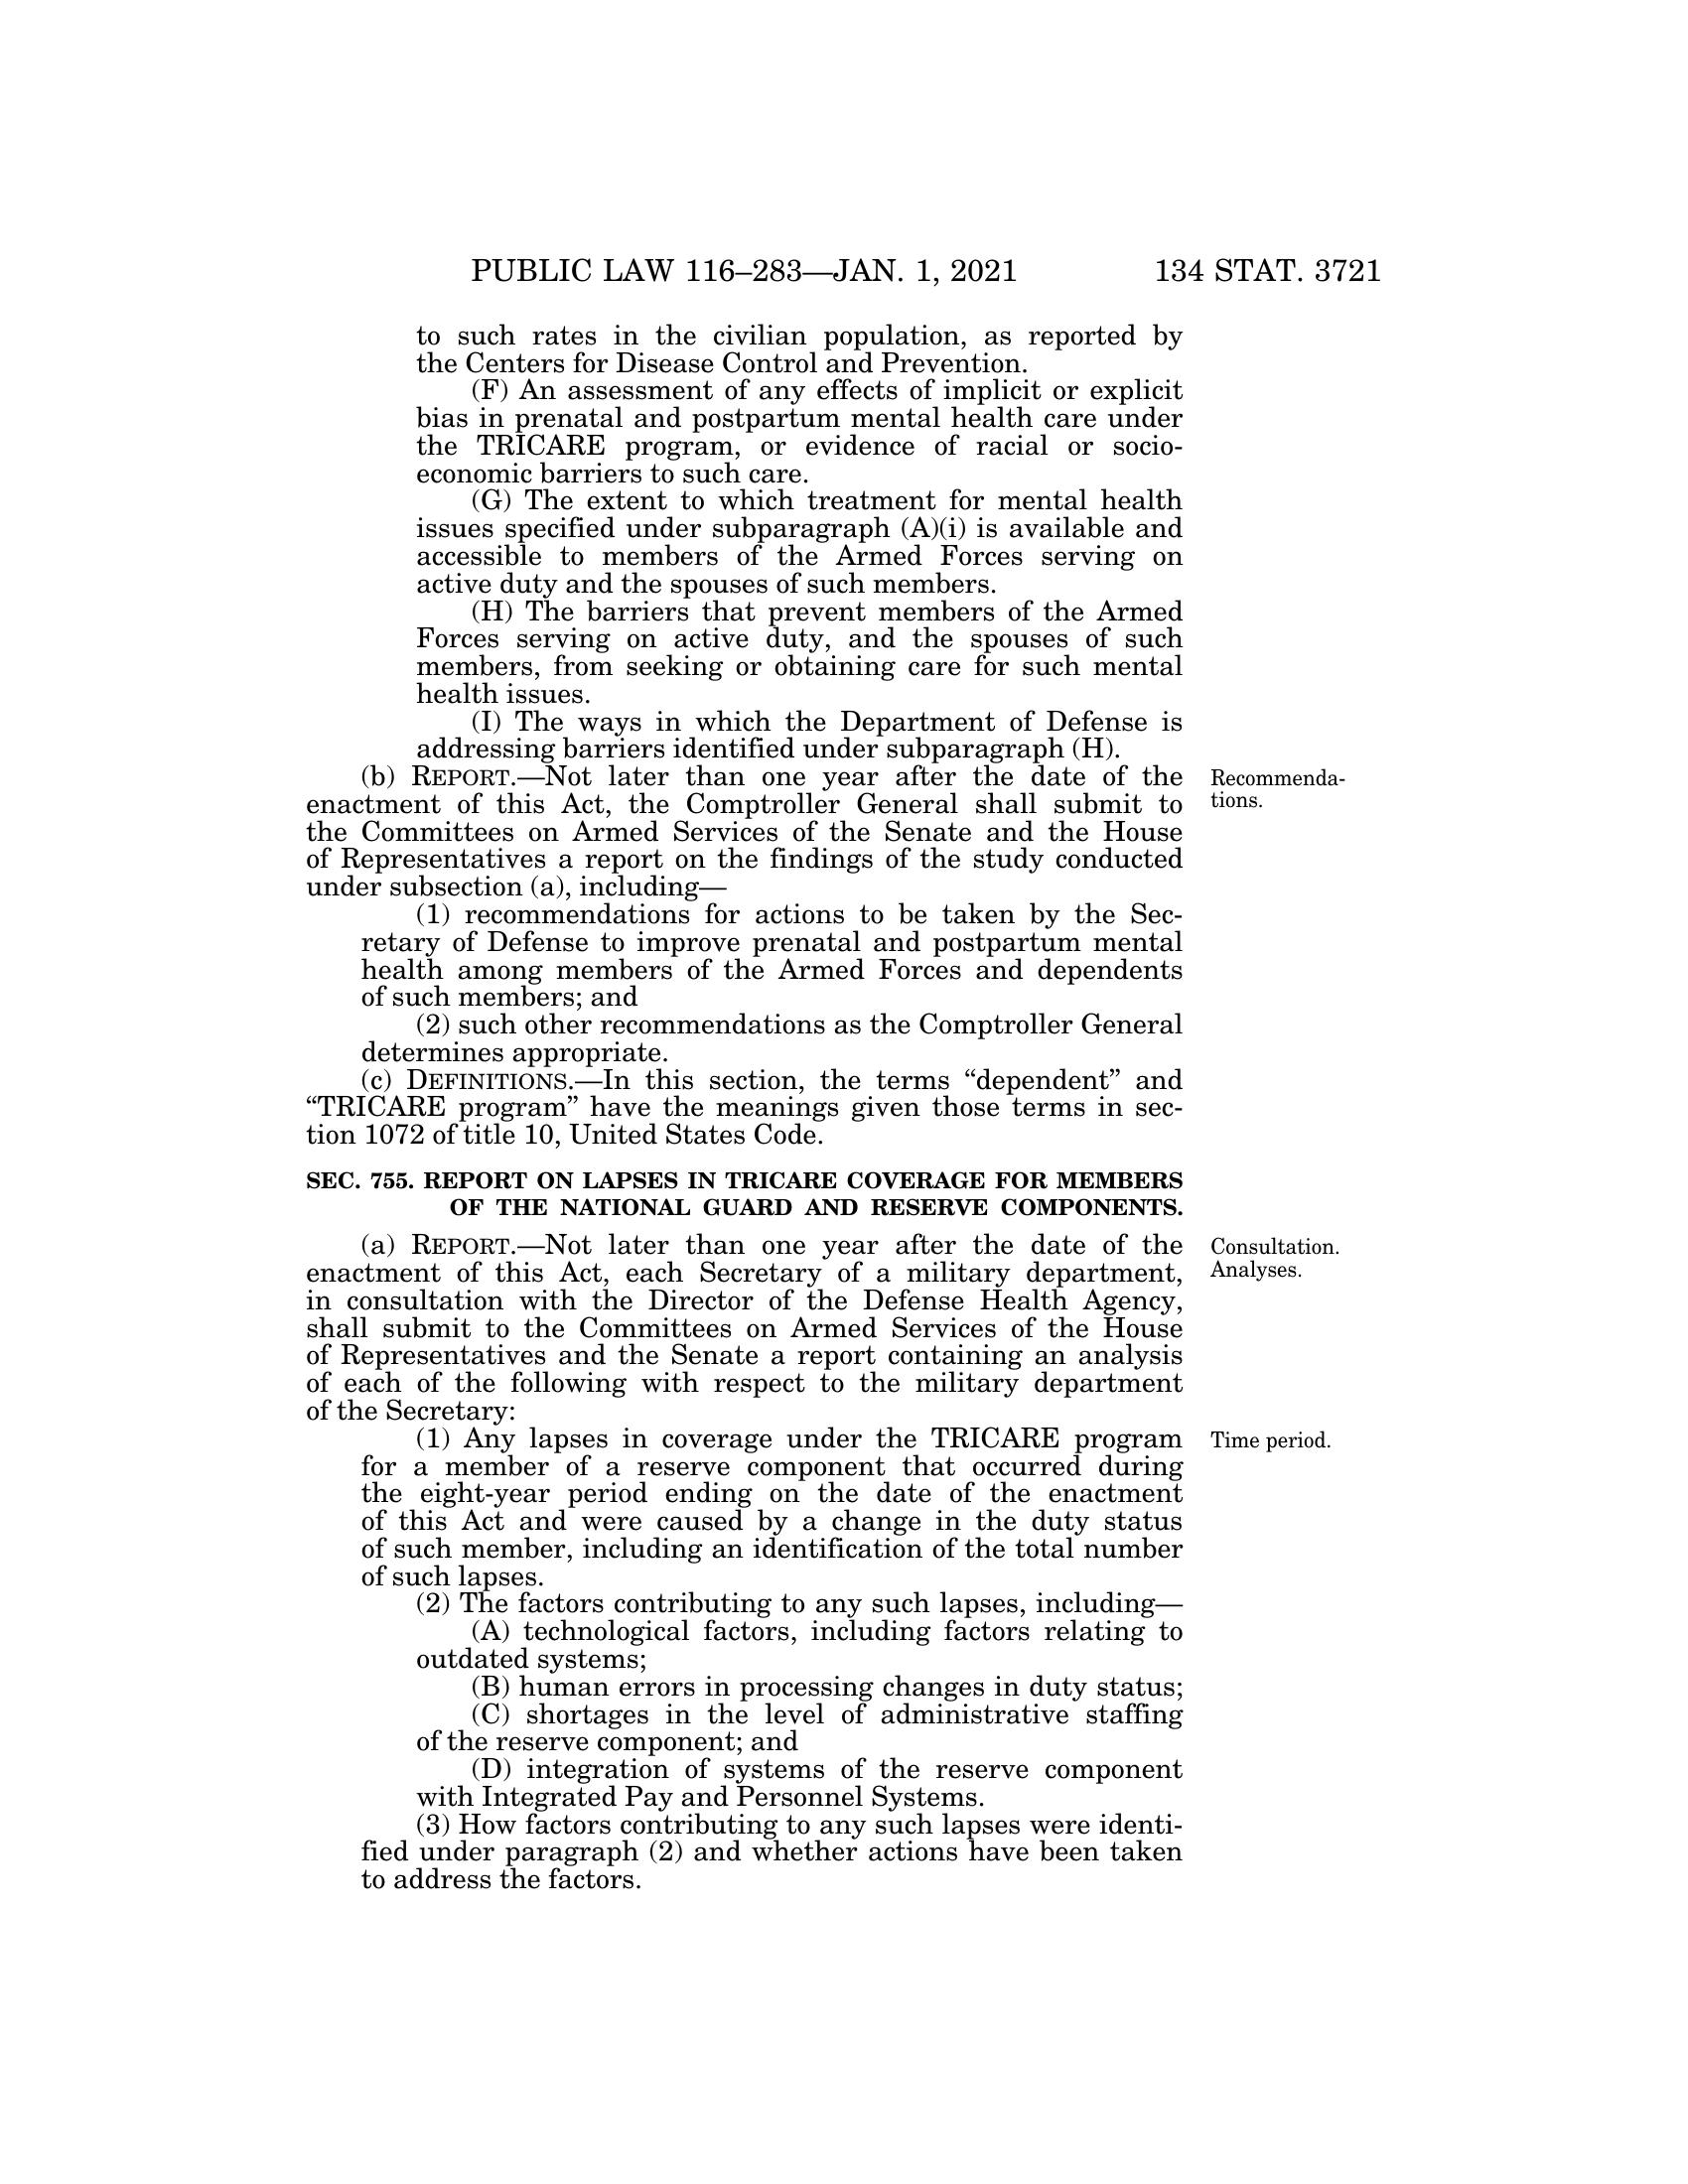 PUBLIC LAW 116–283—JAN. 1, 2021 134 STAT. 3721
to such rates in the civilian population, as reported by
the Centers for Disease Control and Prevention.
(F) An assessment of any effects of implicit or explicit
bias in prenatal and postpartum mental health care under
the TRICARE program, or evidence of racial or socio-
economic barriers to such care.
(G) The extent to which treatment for mental health
issues specified under subparagraph (A)(i) is available and
accessible to members of the Armed Forces serving on
active duty and the spouses of such members.
(H) The barriers that prevent members of the Armed
Forces serving on active duty, and the spouses of such
members, from seeking or obtaining care for such mental
health issues.
(I) The ways in which the Department of Defense is
addressing barriers identified under subparagraph (H).
(b) REPORT.—Not later than one year after the date of the
enactment of this Act, the Comptroller General shall submit to
the Committees on Armed Services of the Senate and the House
of Representatives a report on the findings of the study conducted
under subsection (a), including—
Recommenda-
tions.
(1) recommendations for actions to be taken by the Sec-
retary of Defense to improve prenatal and postpartum mental
health among members of the Armed Forces and dependents
of such members; and
(2) such other recommendations as the Comptroller General
determines appropriate.
(c) DEFINITIONS.—In this section, the terms “dependent” and
“TRICARE program” have the meanings given those terms in sec-
tion 1072 of title 10, United States Code.
SEC. 755. REPORT ON LAPSES IN TRICARE COVERAGE FOR MEMBERS
OF THE NATIONAL GUARD AND RESERVE COMPONENTS.
(a) REPORT.—Not later than one year after the date of the
enactment of this Act, each Secretary of a military department,
in consultation with the Director of the Defense Health Agency,
shall submit to the Committees on Armed Services of the House
of Representatives and the Senate a report containing an analysis
of each of the following with respect to the military department
of the Secretary:
Consultation.
Analyses.
(1) Any lapses in coverage under the TRICARE program
for a member of a reserve component that occurred during
the eight-year period ending on the date of the enactment
of this Act and were caused by a change in the duty status
of such member, including an identification of the total number
of such lapses.
Time period.
(2) The factors contributing to any such lapses, including—
(A) technological factors, including factors relating to
outdated systems;
(B) human errors in processing changes in duty status;
(C) shortages in the level of administrative staffing
of the reserve component; and
(D) integration of systems of the reserve component
with Integrated Pay and Personnel Systems.
(3) How factors contributing to any such lapses were identi-
fied under paragraph (2) and whether actions have been taken
to address the factors.